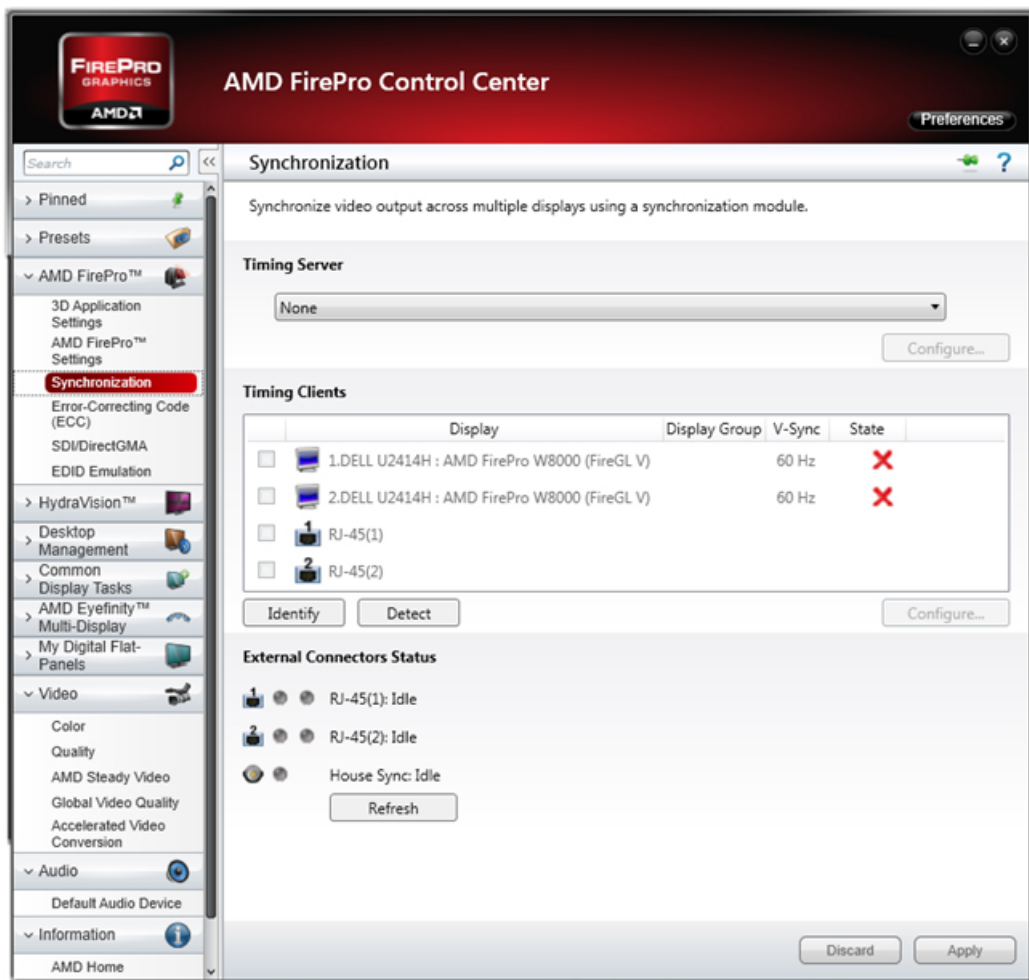 FIREPRO
GRAPHICS
AMD
AMD FirePro Control Center
Preferences
Search
<<
Synchronization
?
> Pinned
Synchronize video output across multiple displays using a synchronization module.
> Presets
AMD FirePro™
Timing Server
3D Application
Settings
None
AMD FirePro™
Settings
Configure...
Synchronization
Timing Clients
Error-Correcting Code
(ECC)
Display Display Group V-Sync State
SDI/DirectGMA
1.DELL U2414H : AMD FirePro W8000 (FireGL V) 60 Hz
EDID Emulation
2.DELL U2414H : AMD FirePro W8000 (FireGL V) 60 Hz
> HydraVision™
1 RJ-45(1)
> Desktop
Management
2 RJ-45(2)
> Common
Display Tasks
> AMD Eyefinity™
Multi-Display
Identify Detect Configure...
> My Digital Flat-
Panels
External Connectors Status
Video
1 RJ-45(1): Idle
Color
2 RJ-45(2): Idle
Quality
AMD Steady Video
House Sync: Idle
Global Video Quality
Refresh
Accelerated Video
Conversion
Audio
Default Audio Device
Information
Discard Apply
AMD Home